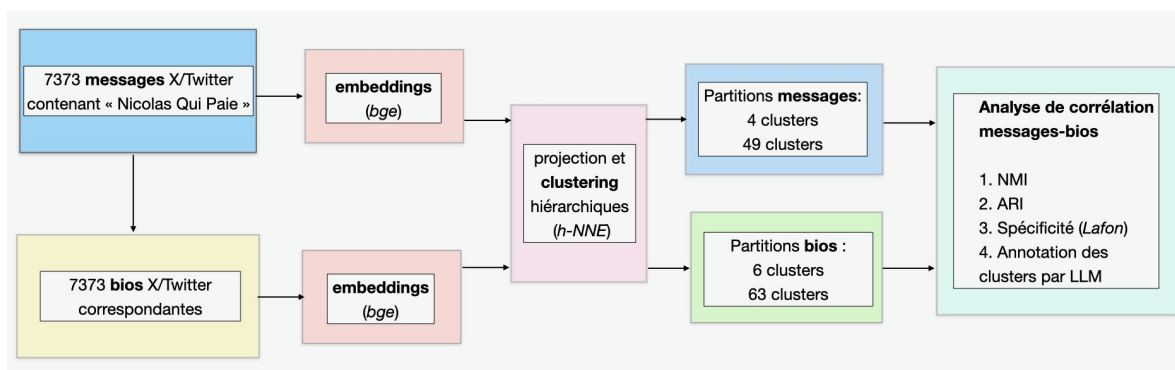 7373 messages X/Twitter
contenant « Nicolas Qui Paie »
embeddings
(bge)
7373 bios X/Twitter
correspondantes
embeddings
(bge)
projection et
clustering
hiérarchiques
(h-NNE)
Partitions messages:
4 clusters
49 clusters
Partitions bios :
6 clusters
63 clusters
Analyse de corrélation
messages-bios
1. NMI
2. ARI
3. Spécificité (Lafon)
4. Annotation des
clusters par LLM